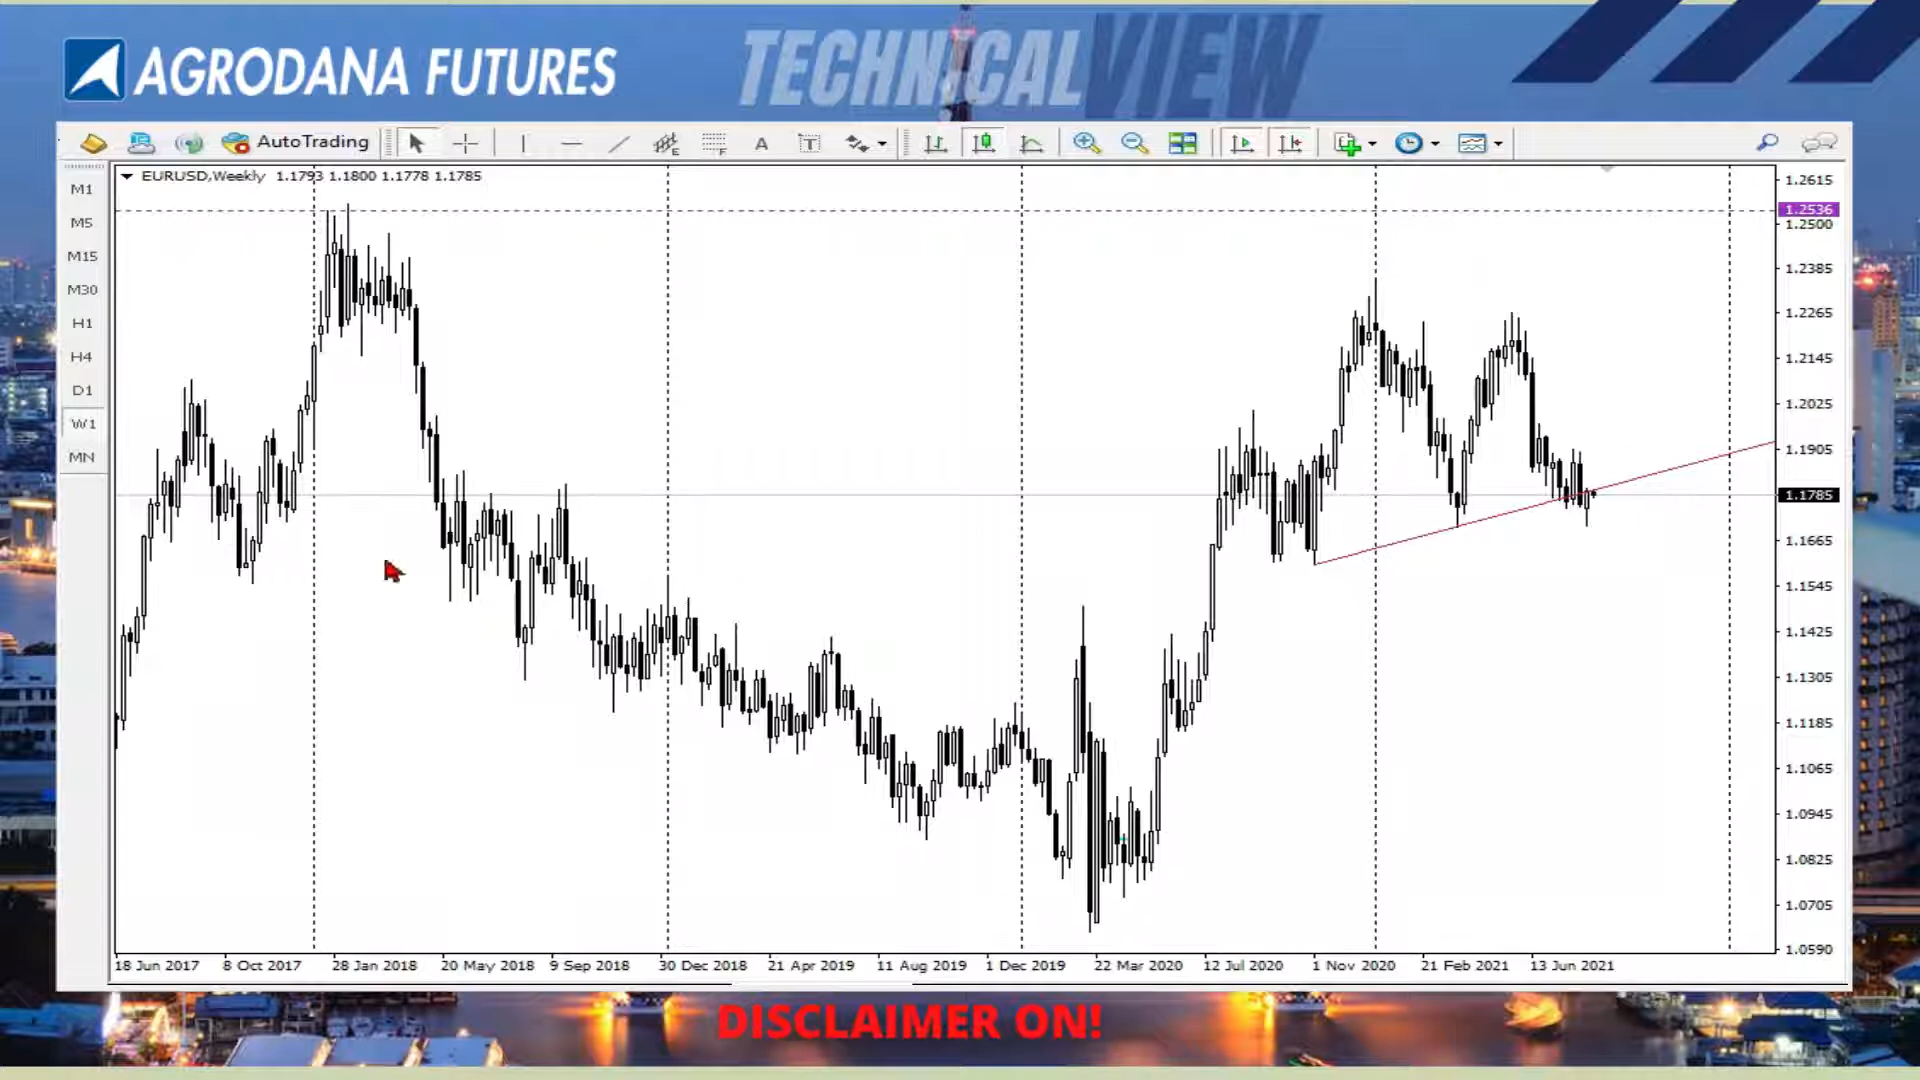 AGRODANA FUTURES
TECHNICAL VIEW
AutoTrading
E
F
A
T
M1
M5
M15
M30
H1
H4
D1
W1
MN
EURUSD,Weekly 1.1793 1.1800 1.1778 1.1785
1.2615
1.2536
1.2500
1.2385
1.2265
1.2145
1.2025
1.1905
1.1785
1.1665
1.1545
1.1425
1.1305
1.1185
1.1065
1.0945
1.0825
1.0705
1.0590
18 Jun 2017 8 Oct 2017 28 Jan 2018 20 May 2018 9 Sep 2018 30 Dec 2018 21 Apr 2019 11 Aug 2019 1 Dec 2019 22 Mar 2020 12 Jul 2020 1 Nov 2020 21 Feb 2021 13 Jun 2021
DISCLAIMER ON!